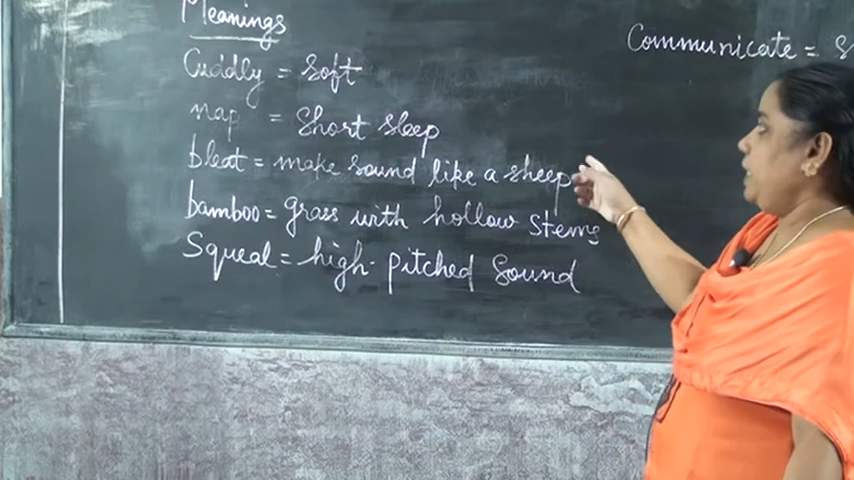 Meanings
Cuddly = Soft
nap = Short sleep
bleat = make sound like a sheep
bamboo = grass with hollow stems
Squeal = high-pitched Sound
Communicate = S